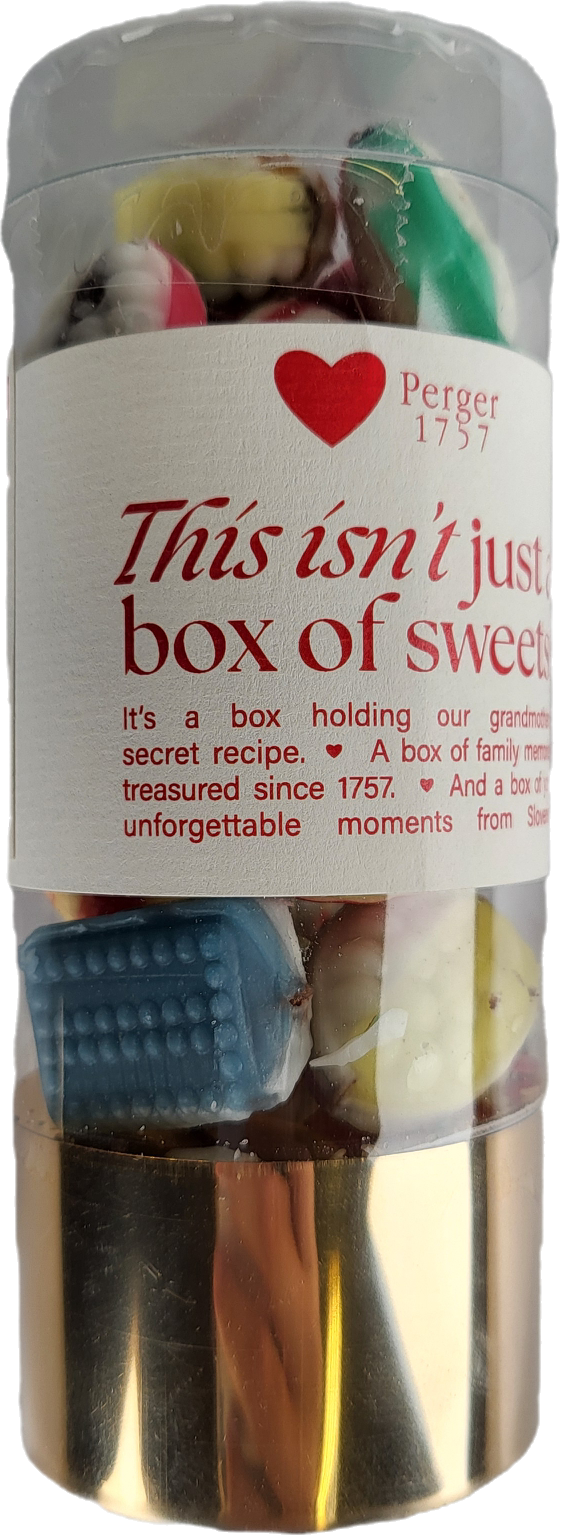 Perger
1757
This isn't just
box of sweets
It's a box holding our
secret recipe. ♥ A box of family
treasured since 1757. ♥ And a box of
unforgettable moments from